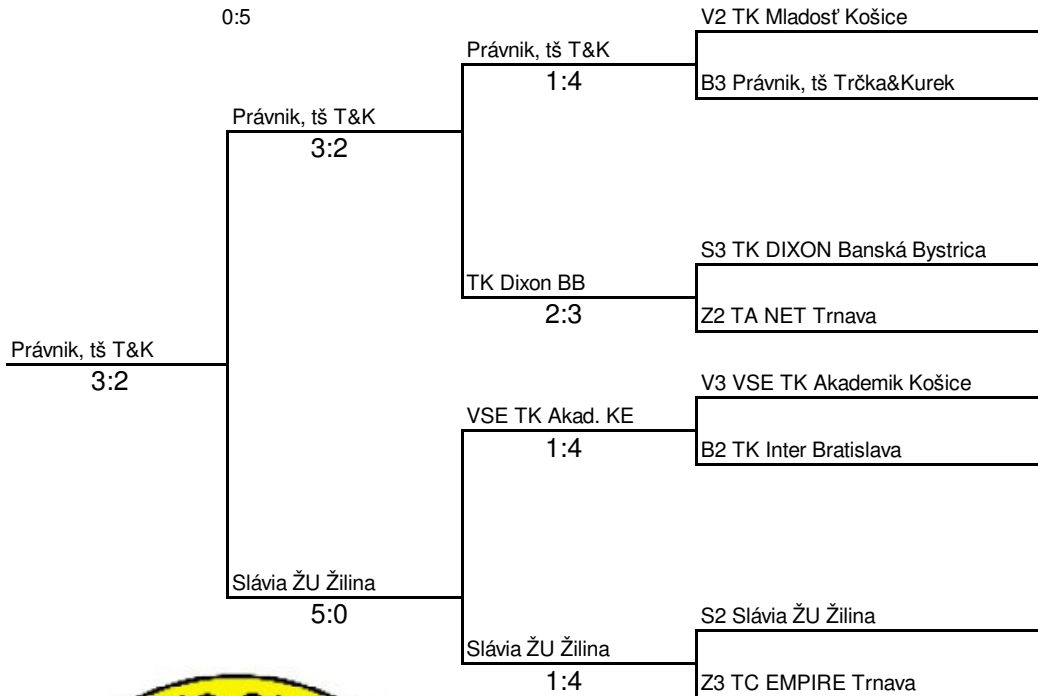 0:5
V2 TK Mladosť Košice
Právnik, tš T&K
1:4
B3 Právnik, tš Trčka&Kurek
Právnik, tš T&K
3:2
S3 TK DIXON Banská Bystrica
TK Dixon BB
2:3
Z2 TA NET Trnava
Právnik, tš T&K
3:2
V3 VSE TK Akademik Košice
VSE TK Akad. KE
1:4
B2 TK Inter Bratislava
Slávia ŽU Žilina
5:0
S2 Slávia ŽU Žilina
Slávia ŽU Žilina
1:4
Z3 TC EMPIRE Trnava